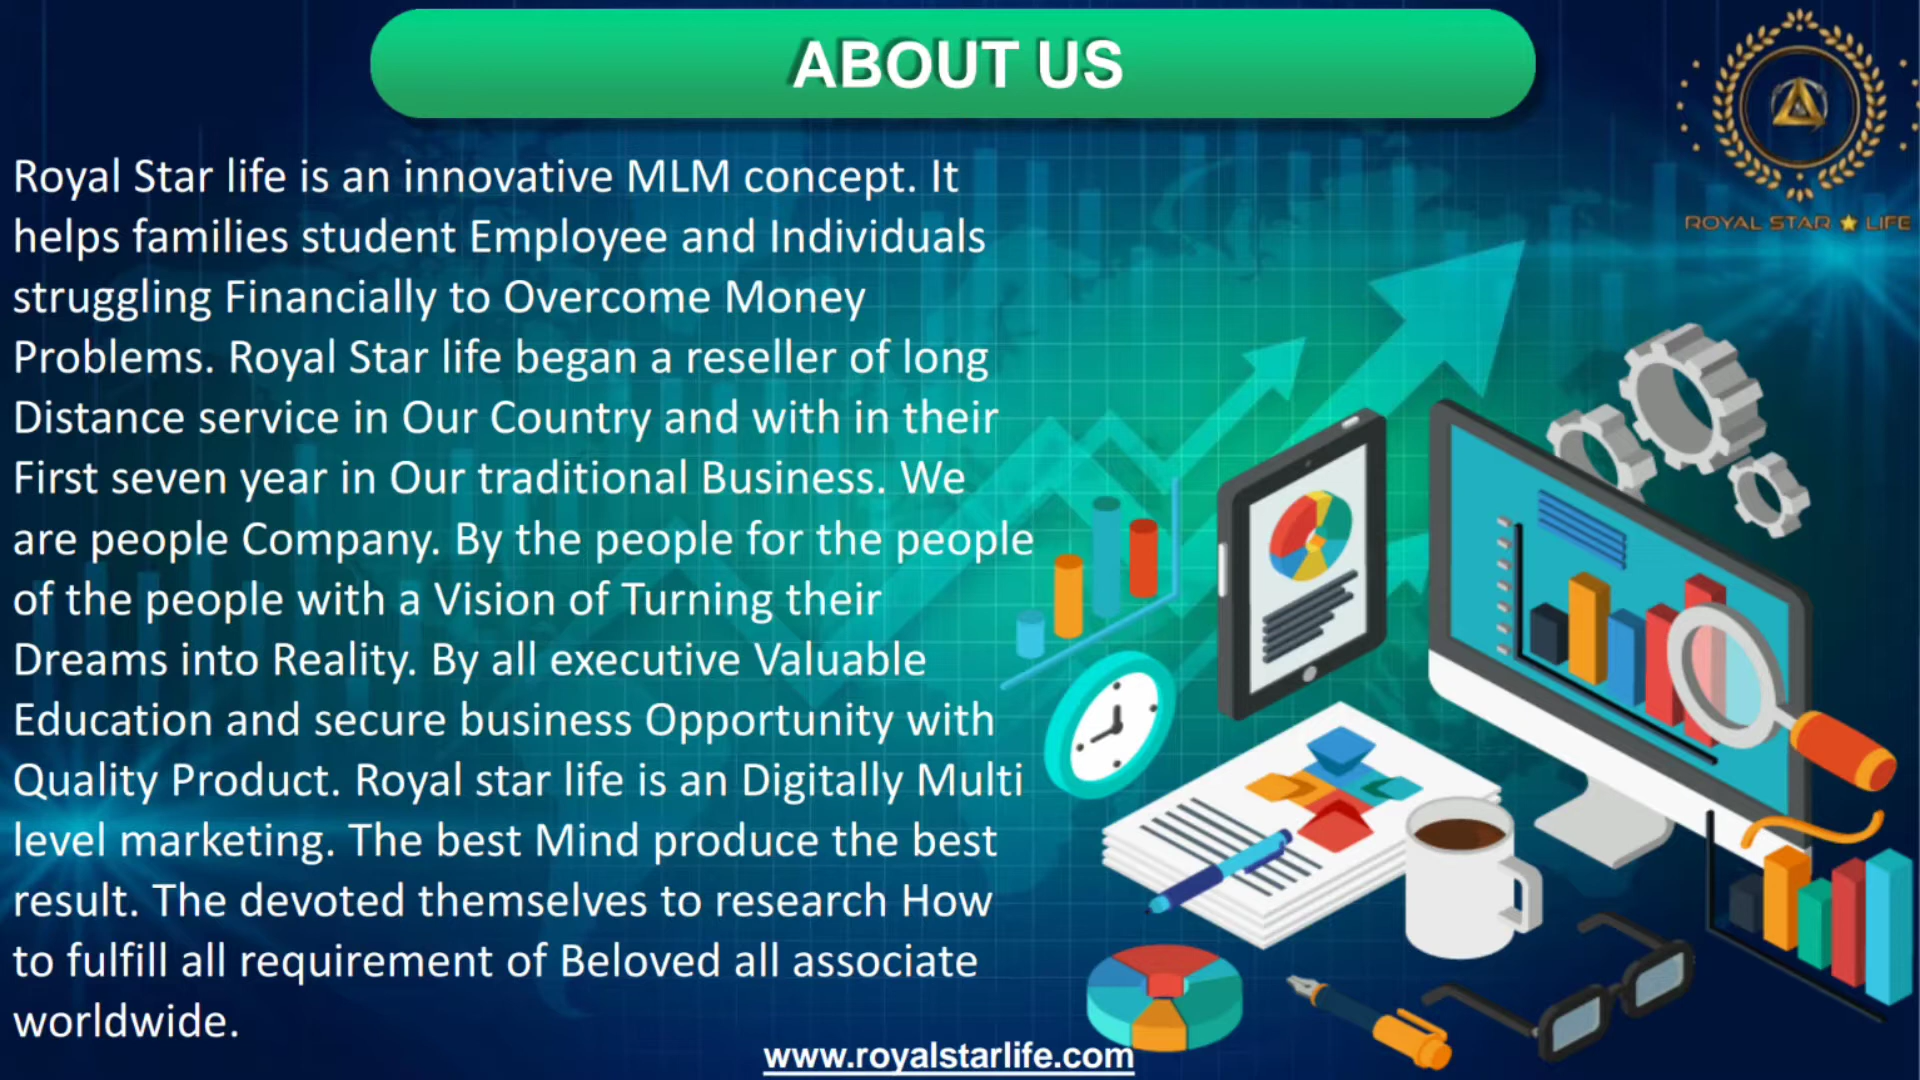 ABOUT US
ROYAL STAR LIFE
Royal Star life is an innovative MLM concept. It
helps families student Employee and Individuals
struggling Financially to Overcome Money
Problems. Royal Star life began a reseller of long
Distance service in Our Country and with in their
First seven year in Our traditional Business. We
are people Company. By the people for the people
of the people with a Vision of Turning their
Dreams into Reality. By all executive Valuable
Education and secure business Opportunity with
Quality Product. Royal star life is an Digitally Multi
level marketing. The best Mind produce the best
result. The devoted themselves to research How
to fulfill all requirement of Beloved all associate
worldwide.
www.royalstarlife.com